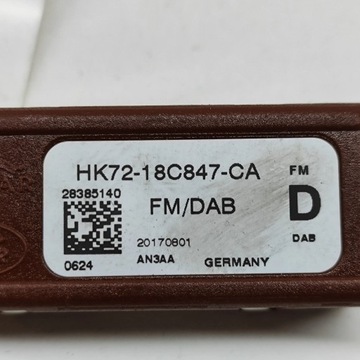 HK72-18C847-CA FM
28385140
FM/DAB D
20170801 DAB
0624 AN3AA GERMANY